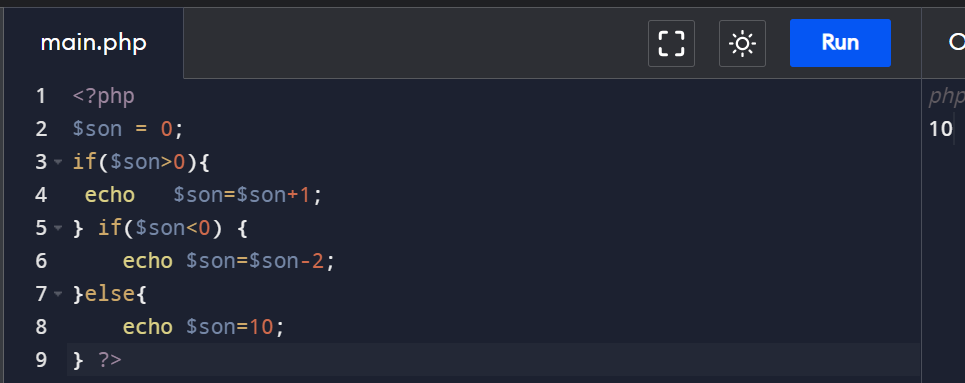 main.php
Run
1 <?php
2 $son = 0;
3 if($son>0){
4 echo   $son=$son+1;
5 } if($son<0) {
6     echo $son=$son-2;
7 }else{
8     echo $son=10;
9 } ?>
php
10